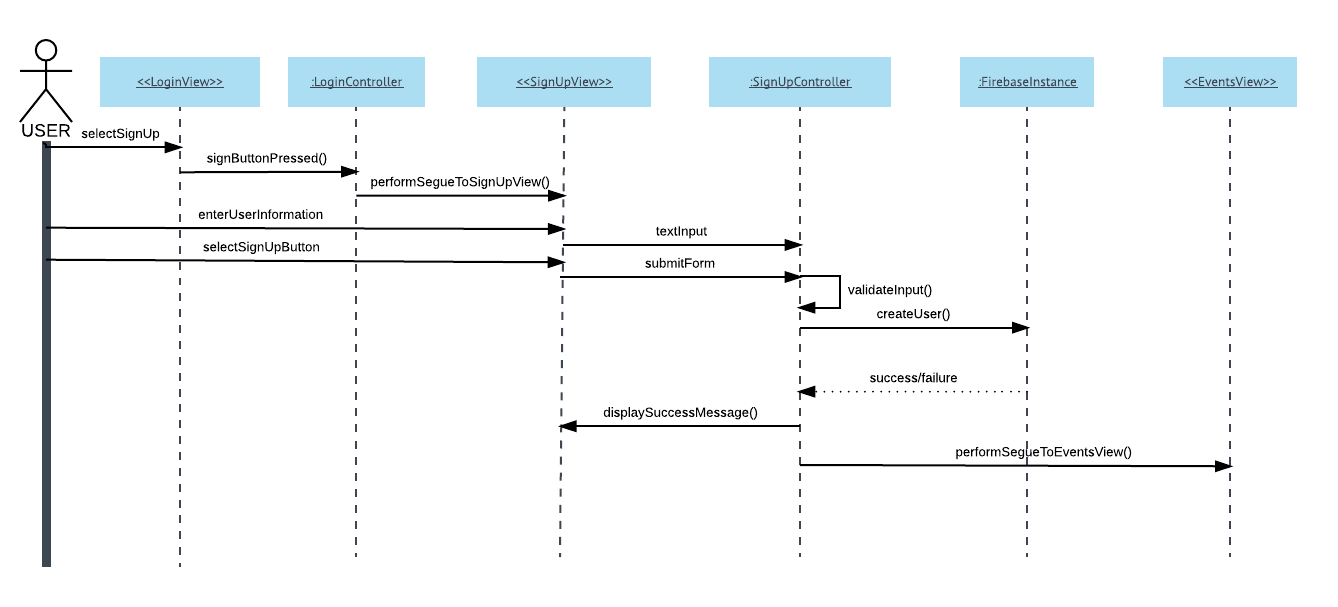 <<LoginView>>
:LoginController
<<SignUpView>>
:SignUpController
:FirebaseInstance
<<EventsView>>
USER
selectSignUp
signButtonPressed()
performSegueToSignUpView()
enterUserInformation
textInput
selectSignUpButton
submitForm
validateInput()
createUser()
success/failure
displaySuccessMessage()
performSegueToEventsView()